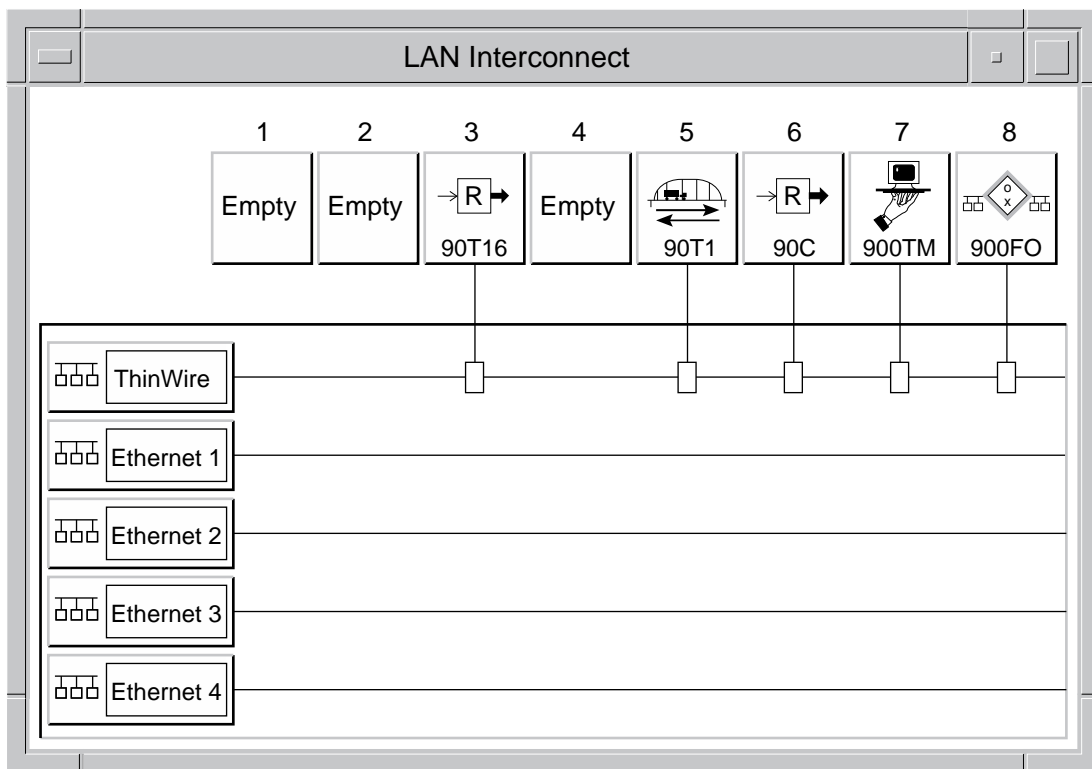 LAN Interconnect
1 2 3 4 5 6 7 8
Empty Empty R Empty R o
x
90T16 90T1 90C 900TM 900FO
ThinWire
Ethernet 1
Ethernet 2
Ethernet 3
Ethernet 4